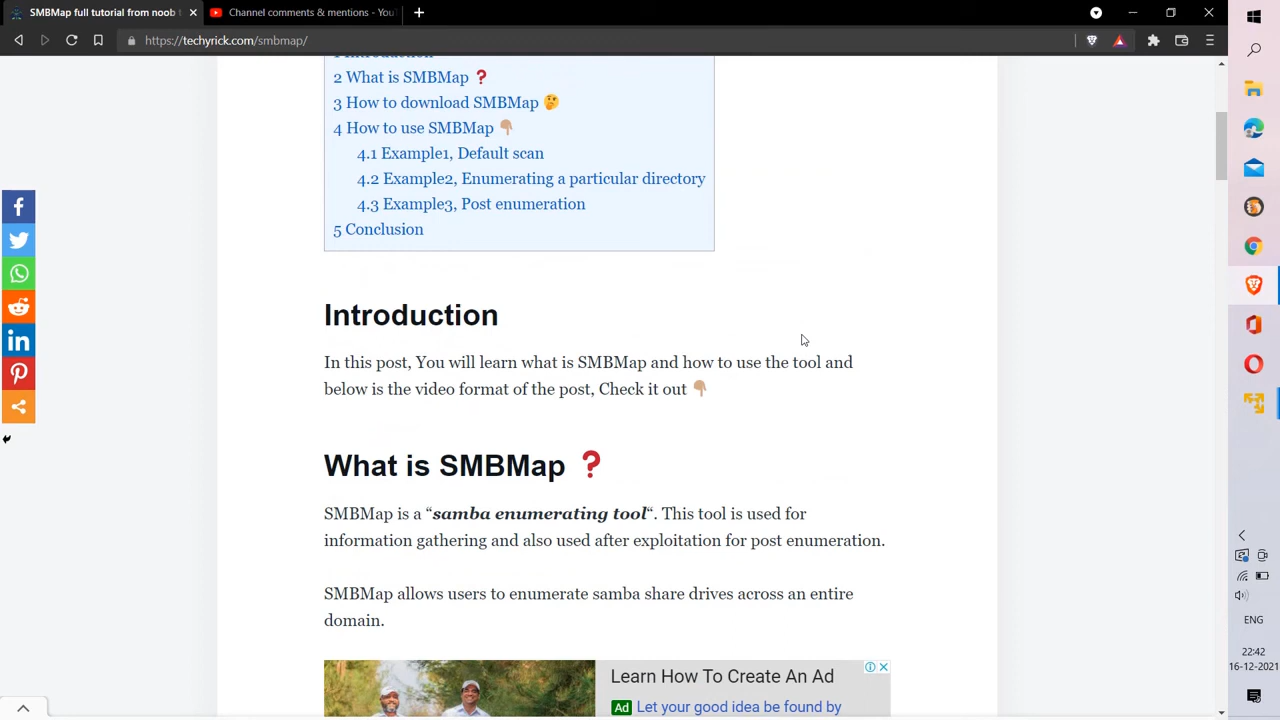 SMBMap full tutorial from noob t
Channel comments & mentions - You
https://techyrick.com/smbmap/
2 What is SMBMap ❓
3 How to download SMBMap 🤔
4 How to use SMBMap 👇🏽
4.1 Example1, Default scan
4.2 Example2, Enumerating a particular directory
4.3 Example3, Post enumeration
5 Conclusion
Introduction
In this post, You will learn what is SMBMap and how to use the tool and
below is the video format of the post, Check it out 👇🏽
What is SMBMap ❓
SMBMap is a “samba enumerating tool“. This tool is used for
information gathering and also used after exploitation for post enumeration.
SMBMap allows users to enumerate samba share drives across an entire
domain.
Learn How To Create An Ad
Ad Let your good idea be found by
ENG
22:42
16-12-2021